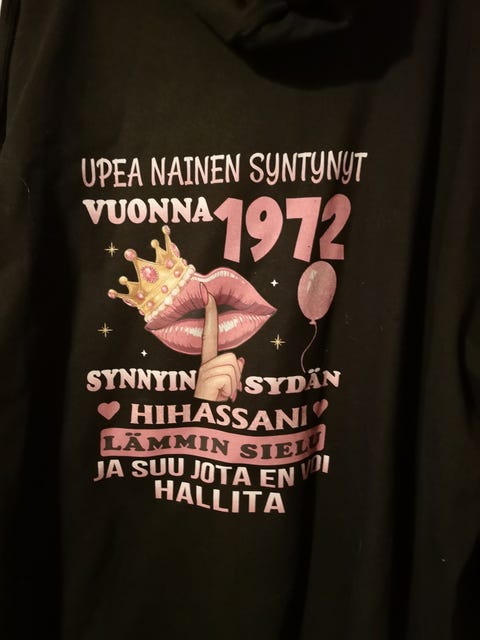 UPEA NAINEN SYNTYNYT
VUONNA 1972
SYNNYIN SYDÄN
HIHASSANI
LÄMMIN SIELU
JA SUU JOTA EN VOI
HALLITA